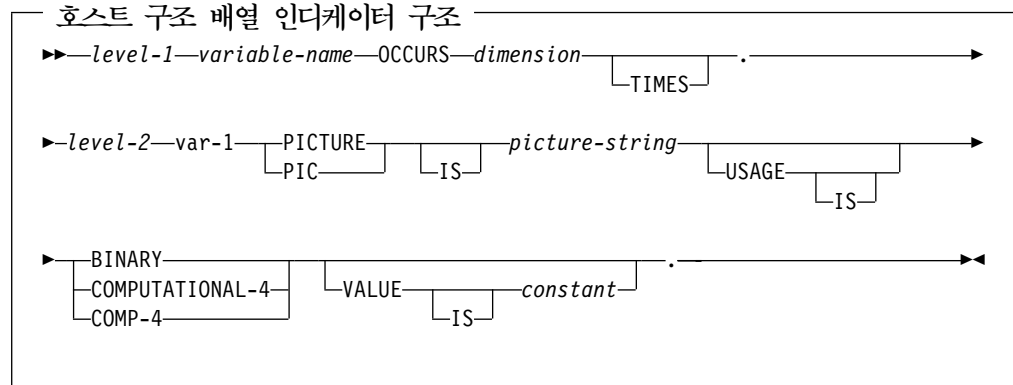 호스트 구조 배열 인디케이터 구조
level-1 variable-name OCCURS dimension .
TIMES
level-2 var-1 PICTURE picture-string
PIC IS USAGE
IS
BINARY .
COMPUTATIONAL-4 VALUE constant
COMP-4 IS